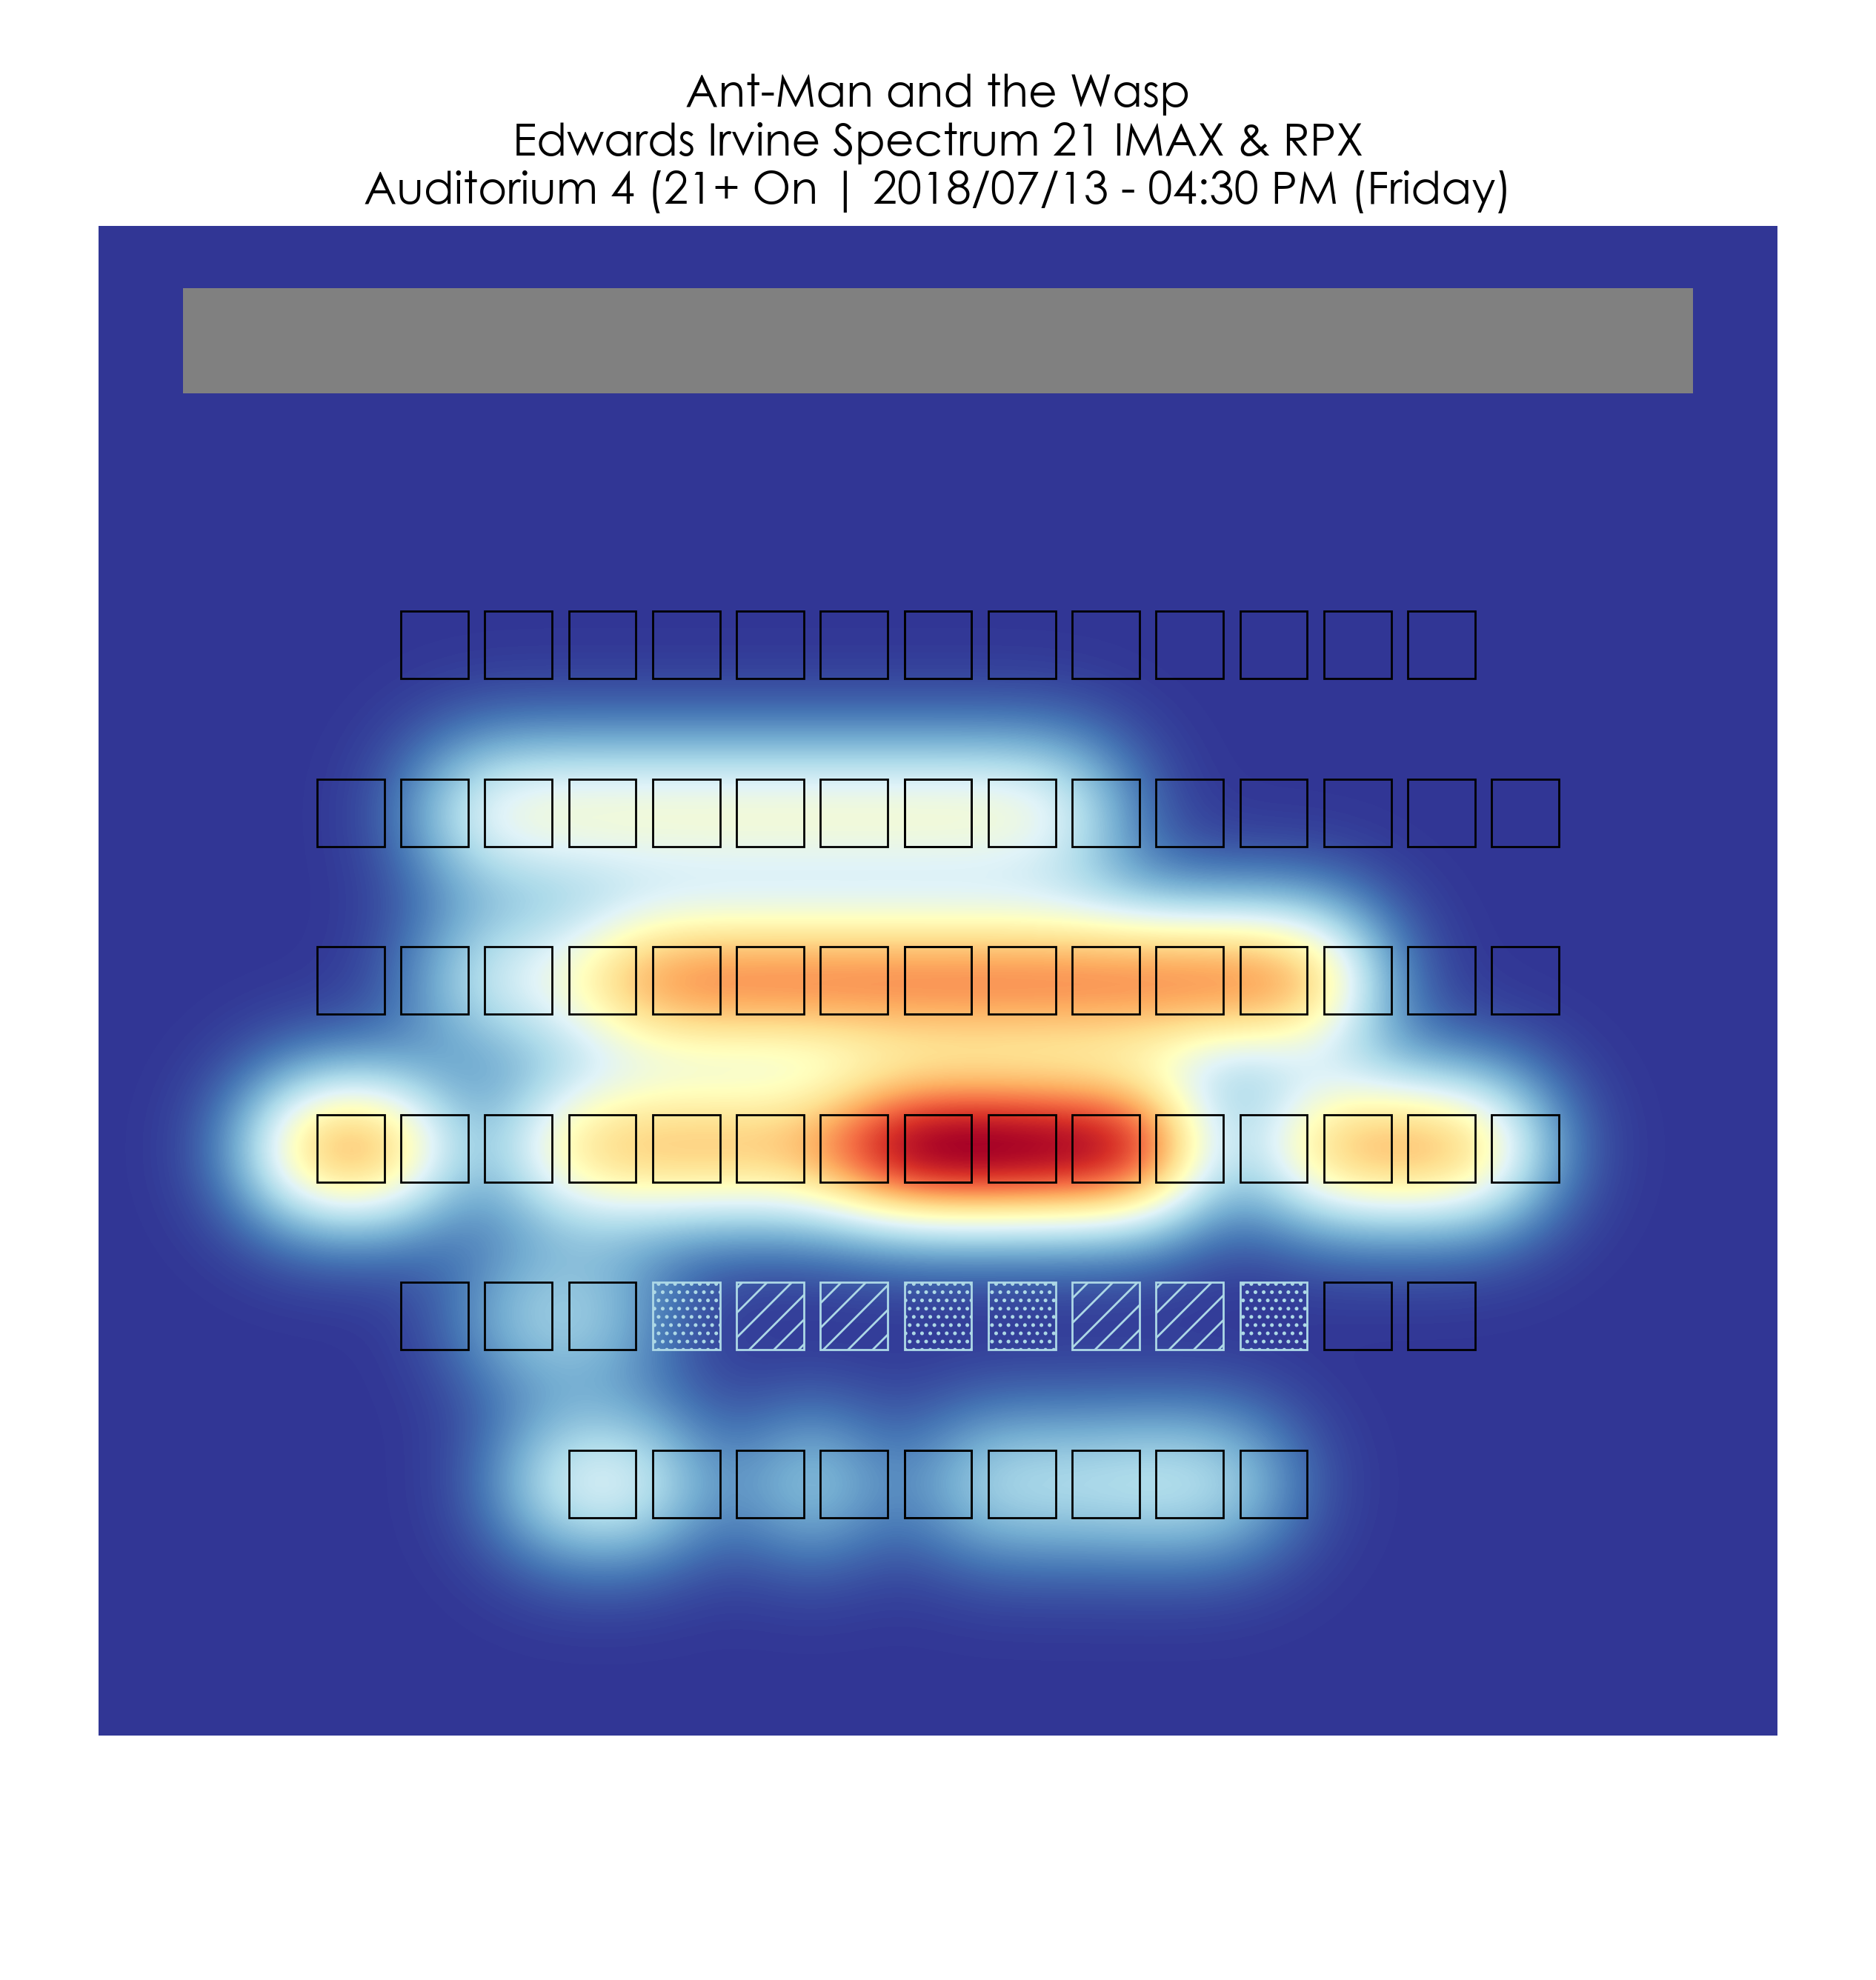 Ant-Man and the Wasp
Edwards Irvine Spectrum 21 IMAX & RPX
Auditorium 4 (21+ On | 2018/07/13 - 04:30 PM (Friday)